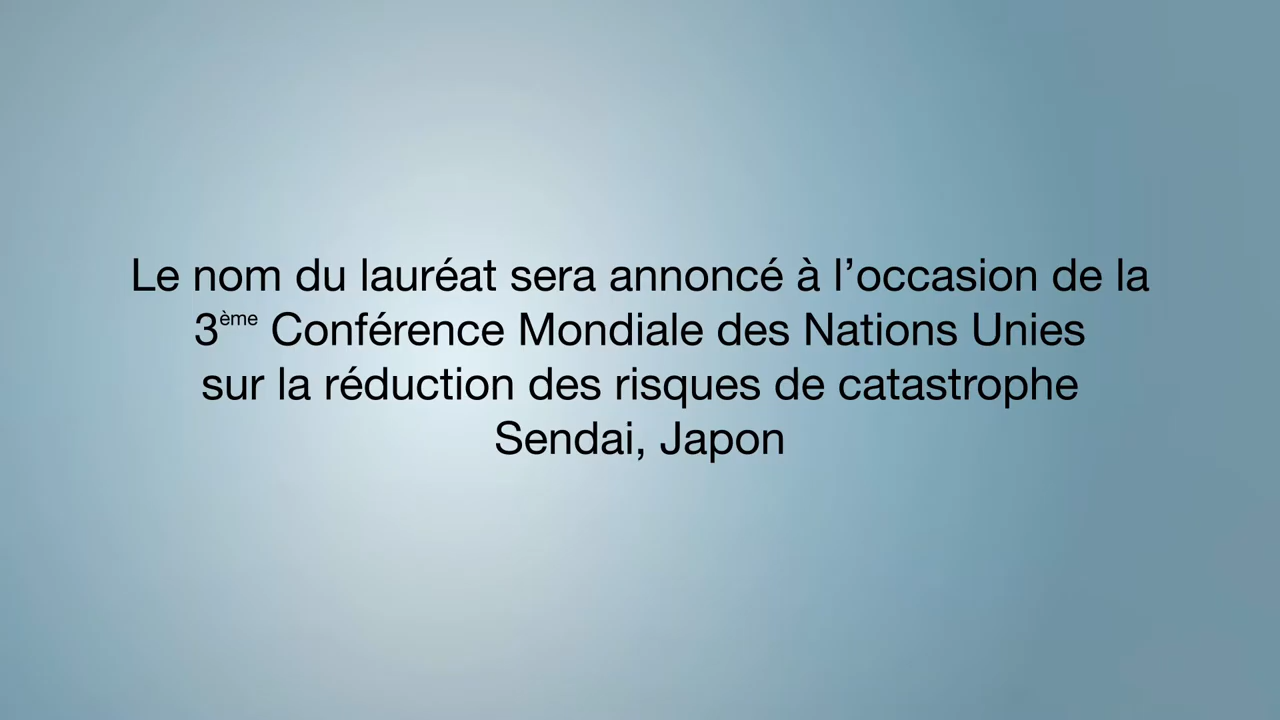 Le nom du lauréat sera annoncé à l’occasion de la
3ème Conférence Mondiale des Nations Unies
sur la réduction des risques de catastrophe
Sendai, Japon